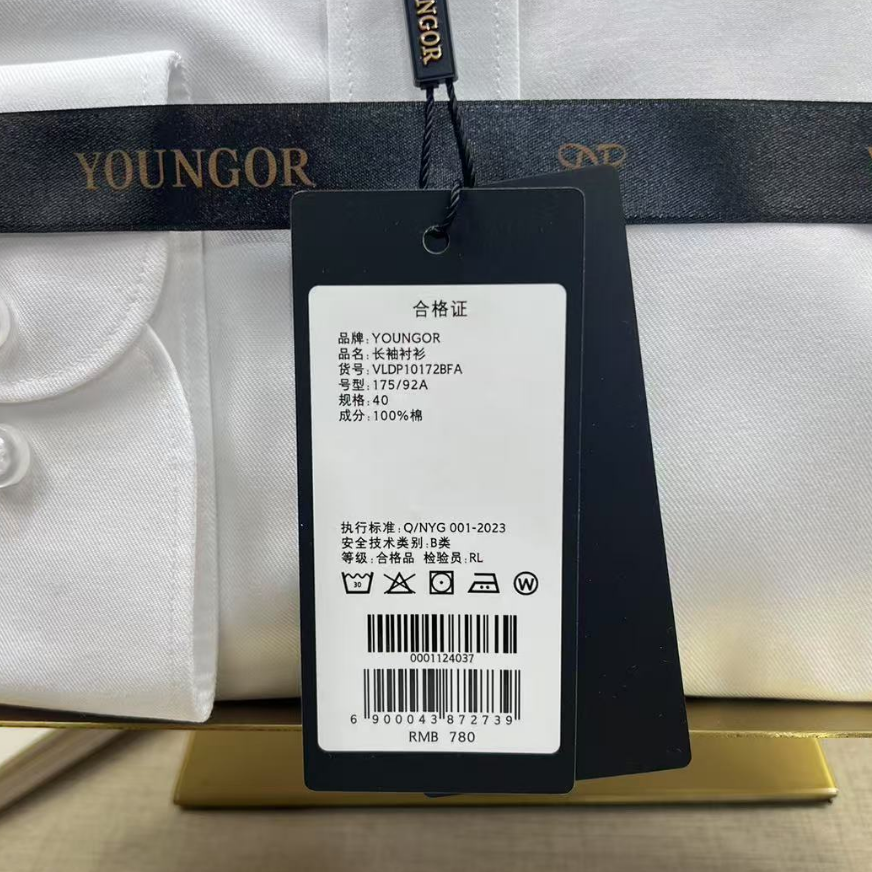 NGOR
YOUNGOR
合格证
品牌:YOUNGOR
品名:长袖衬衫
货号:VLDP10172BFA
号型:175/92A
规格:40
成分:100%棉
执行标准:Q/NYG 001-2023
安全技术类别:B类
等级:合格品 检验员:RL
30
W
0001124037
6 900043 872739
RMB 780